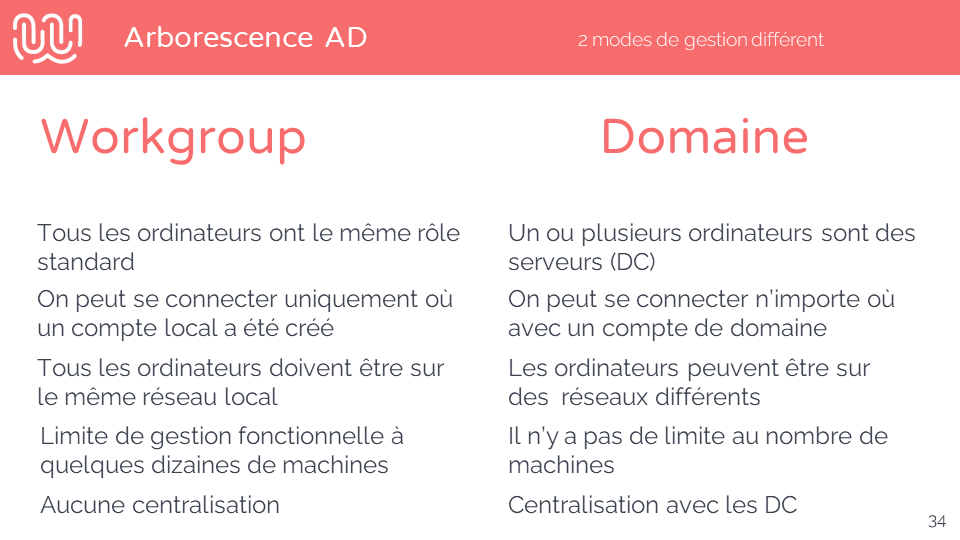 Arborescence AD
2 modes de gestion différent
Workgroup
Domaine
Tous les ordinateurs ont le même rôle
standard
On peut se connecter uniquement où
un compte local a été créé
Tous les ordinateurs doivent être sur
le même réseau local
Limite de gestion fonctionnelle à
quelques dizaines de machines
Aucune centralisation
Un ou plusieurs ordinateurs sont des
serveurs (DC)
On peut se connecter n'importe où
avec un compte de domaine
Les ordinateurs peuvent être sur
des  réseaux différents
Il n'y a pas de limite au nombre de
machines
Centralisation avec les DC
34